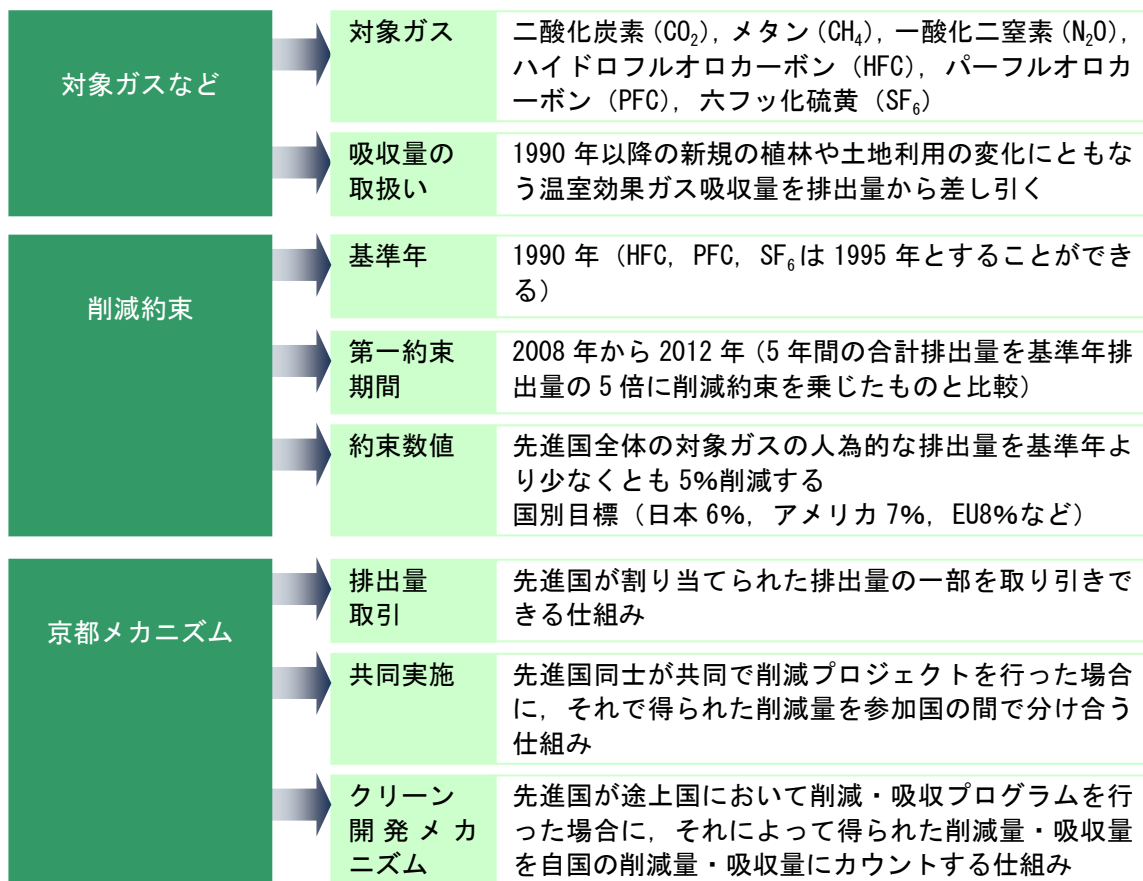 対象ガスなど
対象ガス
二酸化炭素(CO₂), メタン(CH₄), 一酸化二窒素(N₂O),
ハイドロフルオロカーボン (HFC), パーフルオロカ
ーボン (PFC), 六フッ化硫黄 (SF₆)
吸収量の
取扱い
1990 年以降の新規の植林や土地利用の変化にともな
う温室効果ガス吸収量を排出量から差し引く
削減約束
基準年
1990 年 (HFC, PFC, SF₆は 1995 年とすることができ
る)
第一約束
期間
2008 年から 2012 年 (5 年間の合計排出量を基準年排
出量の 5 倍に削減約束を乗じたものと比較)
約束数値
先進国全体の対象ガスの人為的な排出量を基準年よ
り少なくとも 5%削減する
国別目標 (日本 6%, アメリカ 7%, EU8%など)
京都メカニズム
排出量
取引
先進国が割り当てられた排出量の一部を取り引きで
きる仕組み
共同実施
先進国同士が共同で削減プロジェクトを行った場合
に, それで得られた削減量を参加国の間で分け合う
仕組み
クリーン
開発メカ
ニズム
先進国が途上国において削減・吸収プログラムを行
った場合に, それによって得られた削減量・吸収量
を自国の削減量・吸収量にカウントする仕組み